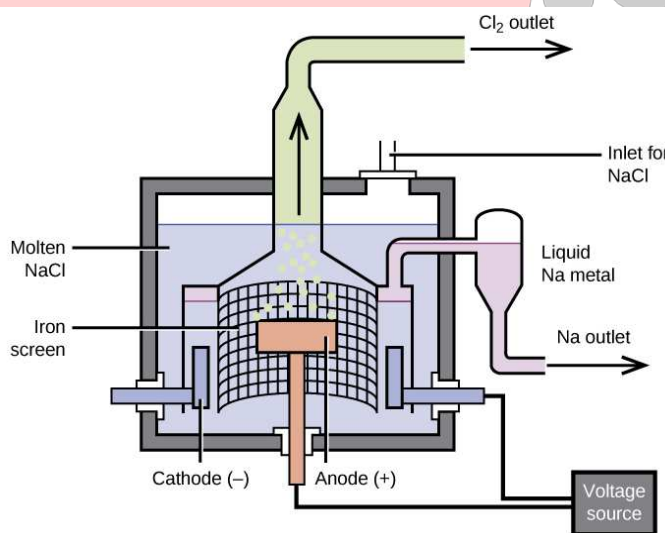 Cl₂ outlet
Inlet for
NaCl
Molten
NaCl
Liquid
Na metal
Iron
screen
Na outlet
Cathode (–)
Anode (+)
Voltage
source